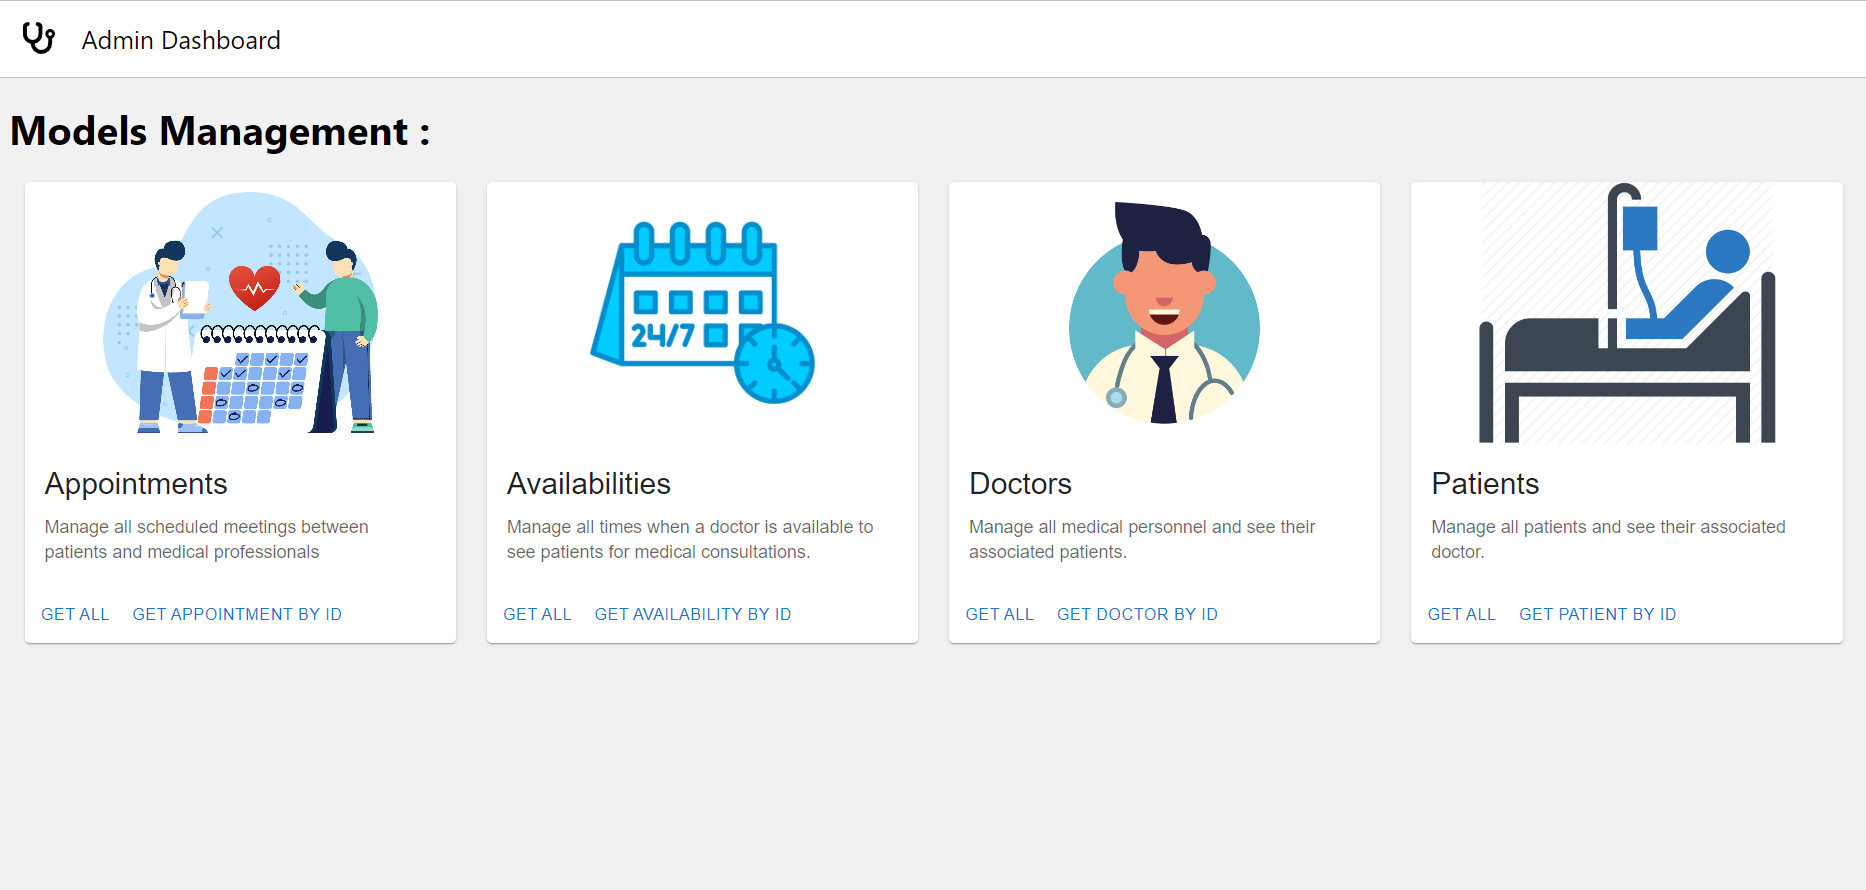 Admin Dashboard
Models Management :
24/7
Appointments
Manage all scheduled meetings between
patients and medical professionals
GET ALL GET APPOINTMENT BY ID
Availabilities
Manage all times when a doctor is available to
see patients for medical consultations.
GET ALL GET AVAILABILITY BY ID
Doctors
Manage all medical personnel and see their
associated patients.
GET ALL GET DOCTOR BY ID
Patients
Manage all patients and see their associated
doctor.
GET ALL GET PATIENT BY ID